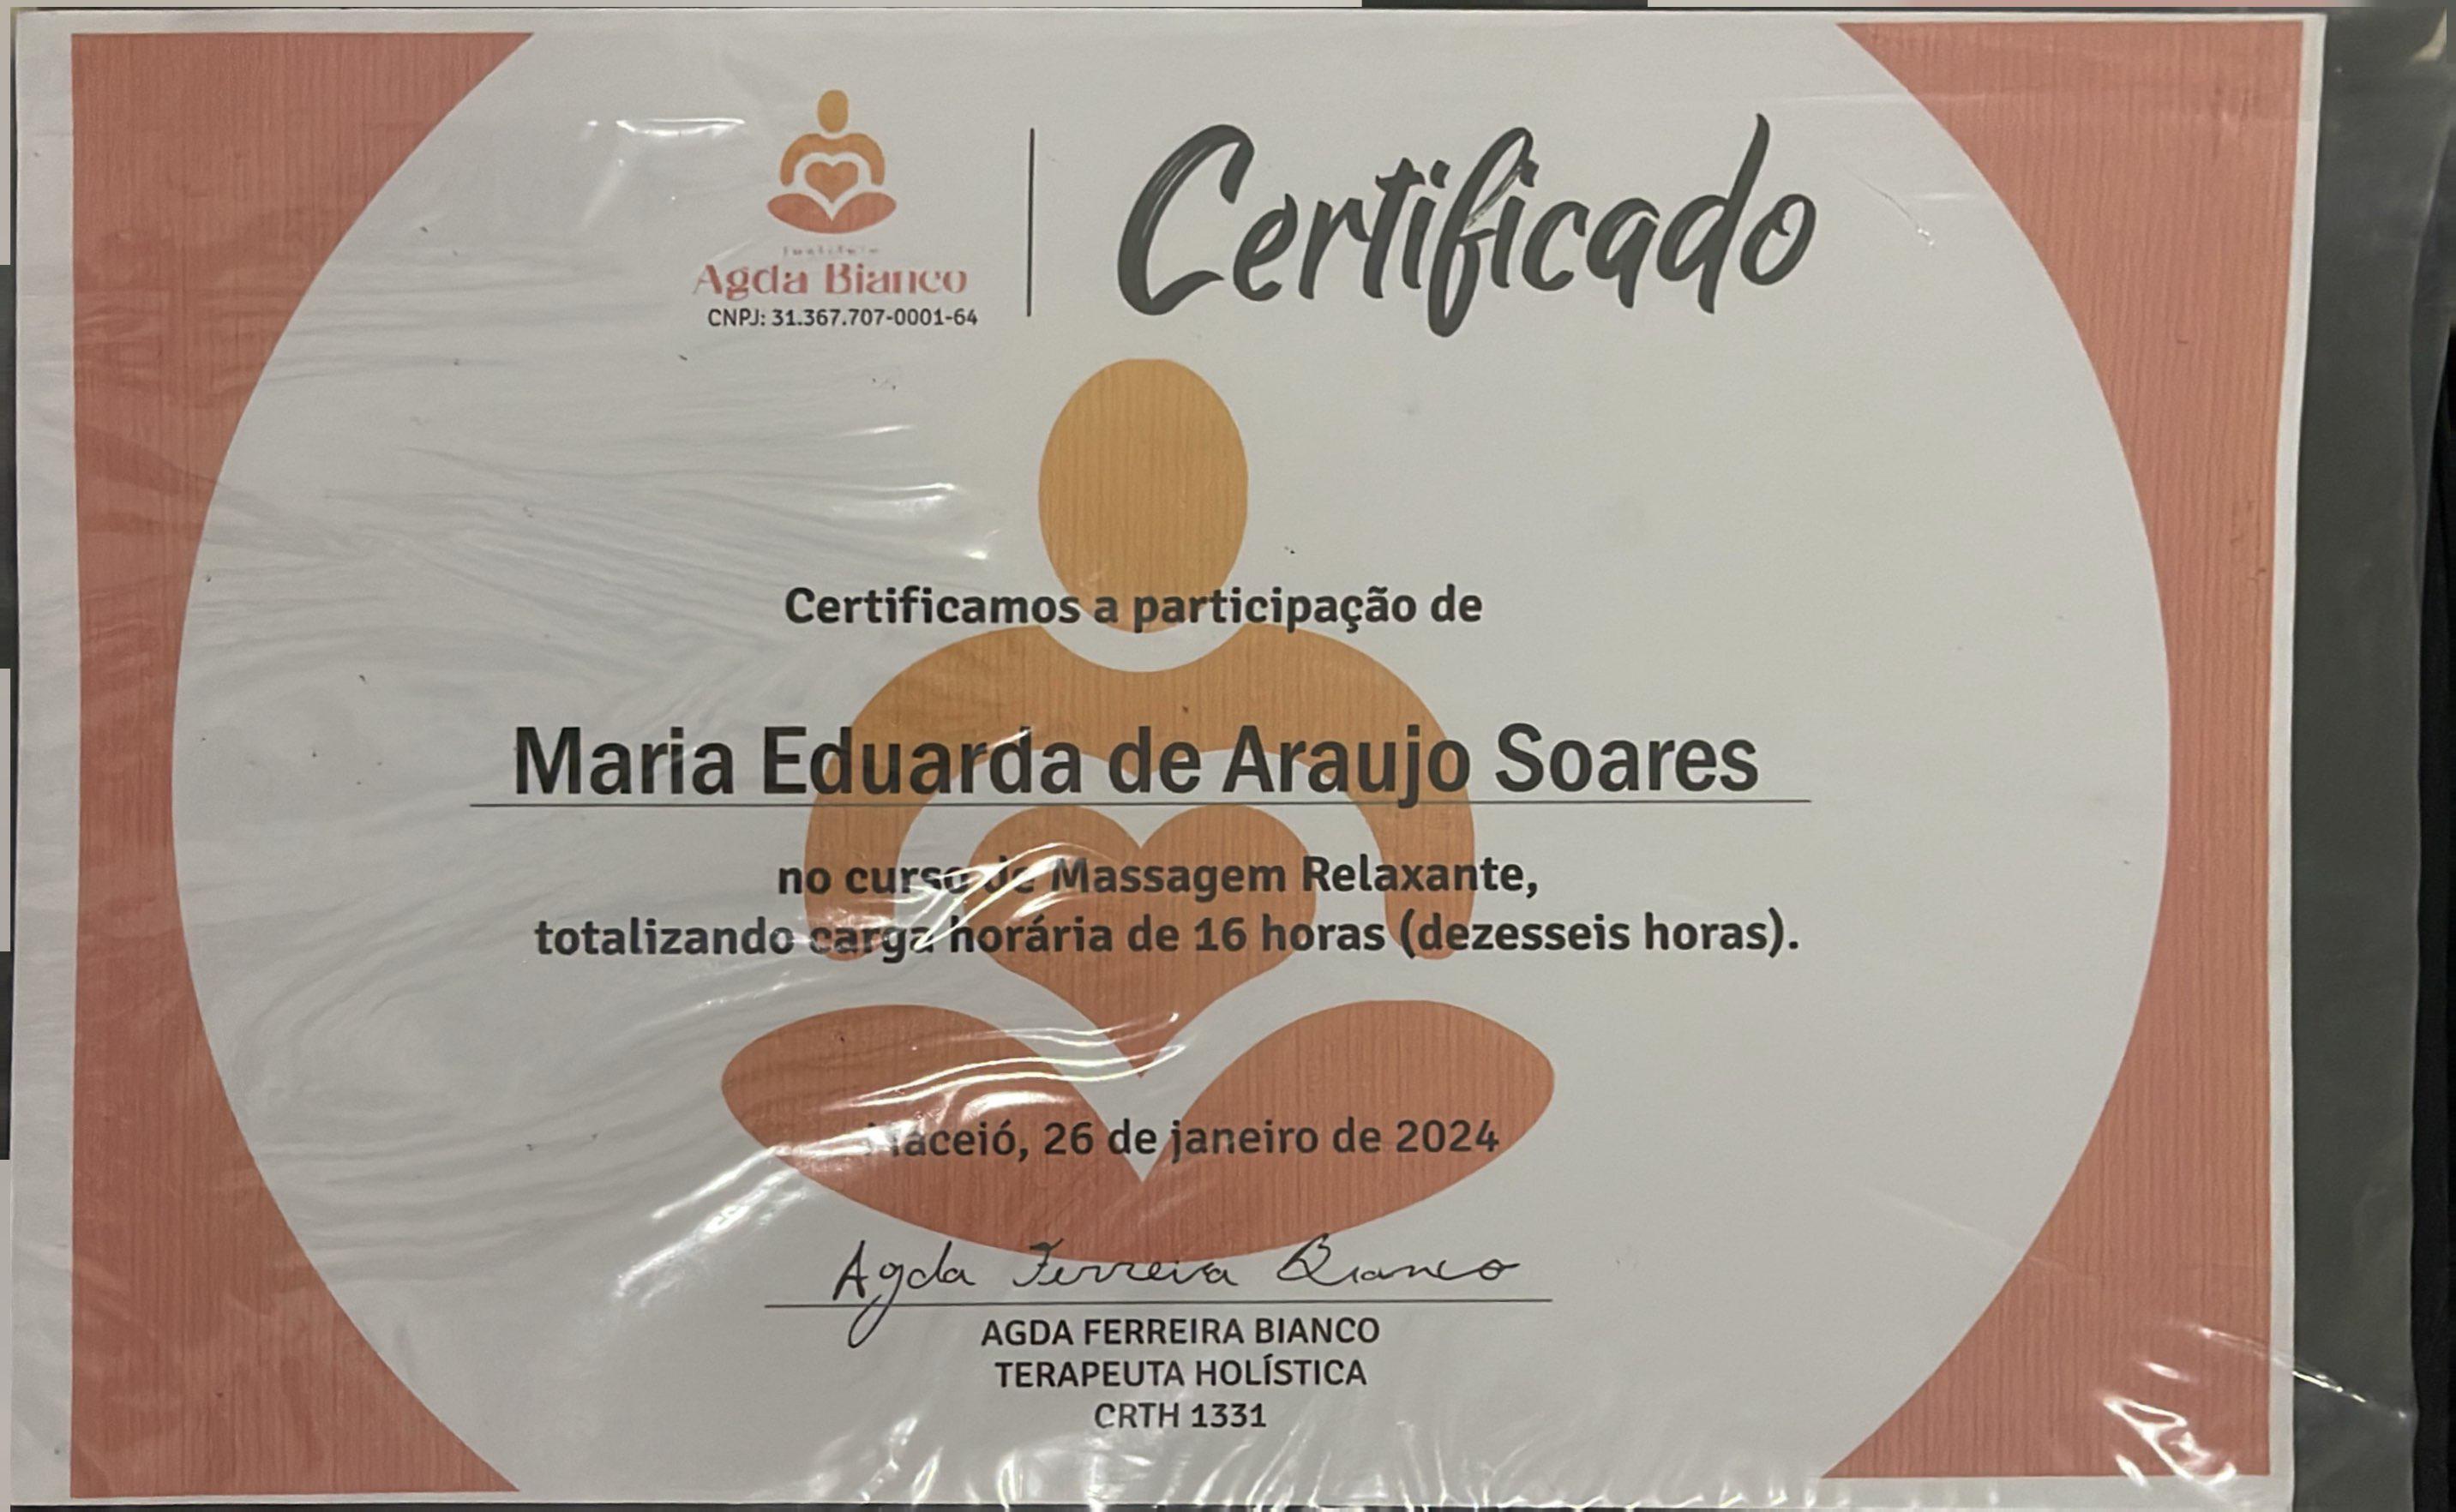 Instituto
Agda Bianco
CNPJ: 31.367.707-0001-64
Certificado
Certificamos a participação de
Maria Eduarda de Araujo Soares
no curso de Massagem Relaxante,
totalizando carga horária de 16 horas (dezesseis horas).
Maceió, 26 de janeiro de 2024
Agda Ferreira Bianco
AGDA FERREIRA BIANCO
TERAPEUTA HOLÍSTICA
CRTH 1331